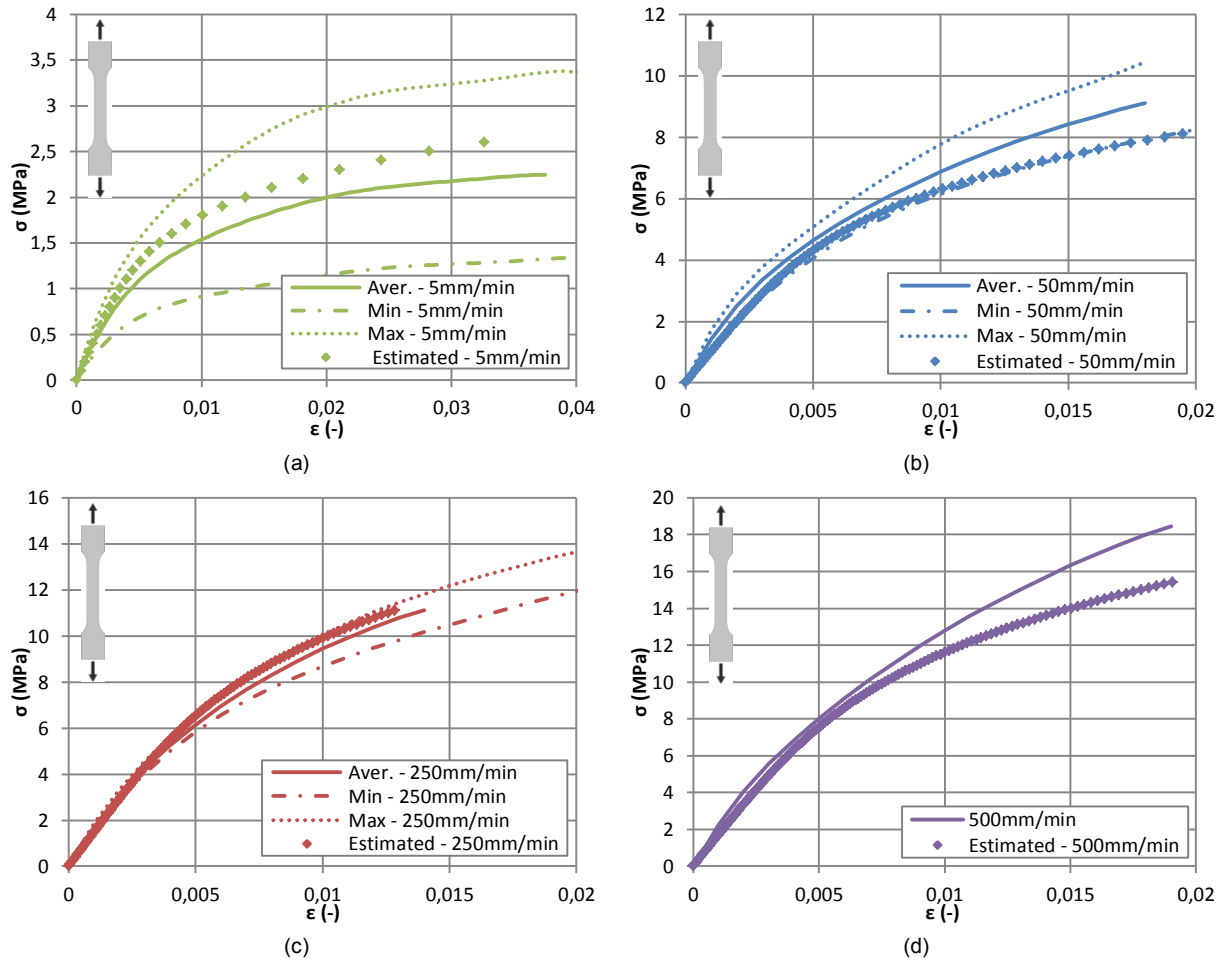 4
3,5
3
2,5
2
1,5
1
0,5
0
σ (MPa)
0
0,01
0,02
0,03
0,04
ε (-)
Aver. - 5mm/min
Min - 5mm/min
Max - 5mm/min
Estimated - 5mm/min
(a)
12
10
8
6
4
2
0
σ (MPa)
0
0,005
0,01
0,015
0,02
ε (-)
Aver. - 50mm/min
Min - 50mm/min
Max - 50mm/min
Estimated - 50mm/min
(b)
16
14
12
10
8
6
4
2
0
σ (MPa)
0
0,005
0,01
0,015
0,02
ε (-)
Aver. - 250mm/min
Min - 250mm/min
Max - 250mm/min
Estimated - 250mm/min
(c)
20
18
16
14
12
10
8
6
4
2
0
σ (MPa)
0
0,005
0,01
0,015
0,02
ε (-)
500mm/min
Estimated - 500mm/min
(d)